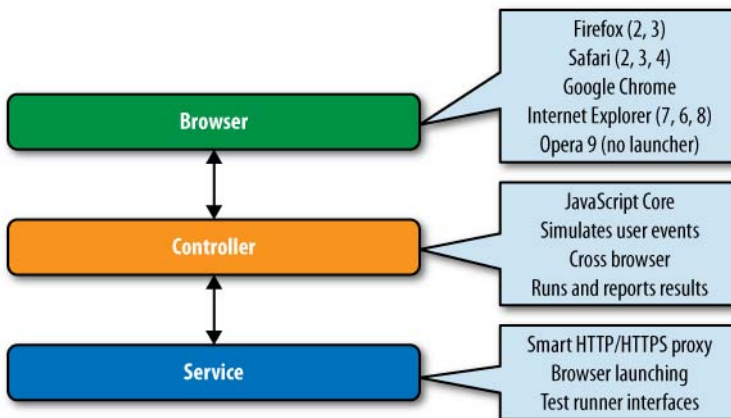 Browser
Firefox (2, 3)
Safari (2, 3, 4)
Google Chrome
Internet Explorer (7, 6, 8)
Opera 9 (no launcher)
Controller
JavaScript Core
Simulates user events
Cross browser
Runs and reports results
Service
Smart HTTP/HTTPS proxy
Browser launching
Test runner interfaces